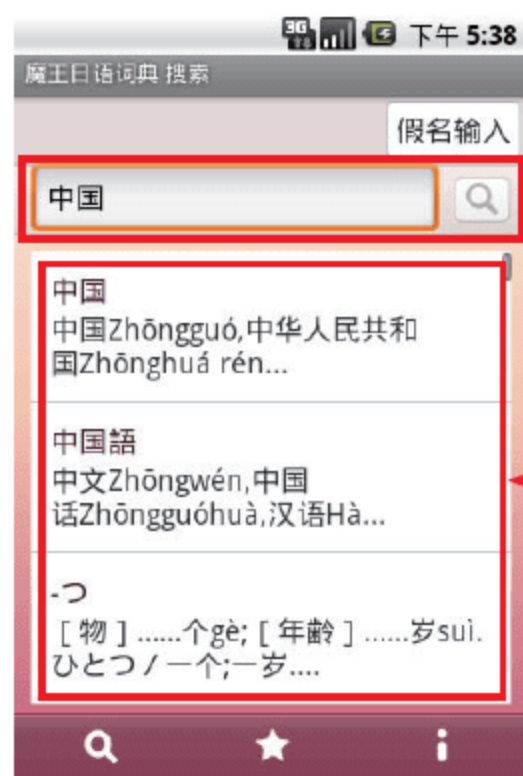 3G
下午 5:38
魔王日语词典 搜索
假名输入
中国
中国
中国Zhōngguó,中华人民共和
国Zhōnghuá rén...
中国語
中文Zhōngwén,中国
话Zhōngguóhuà,汉语Hà...
-つ
［物］......个gè;［年齢］......岁suì.
ひとつ / 一个;一岁....